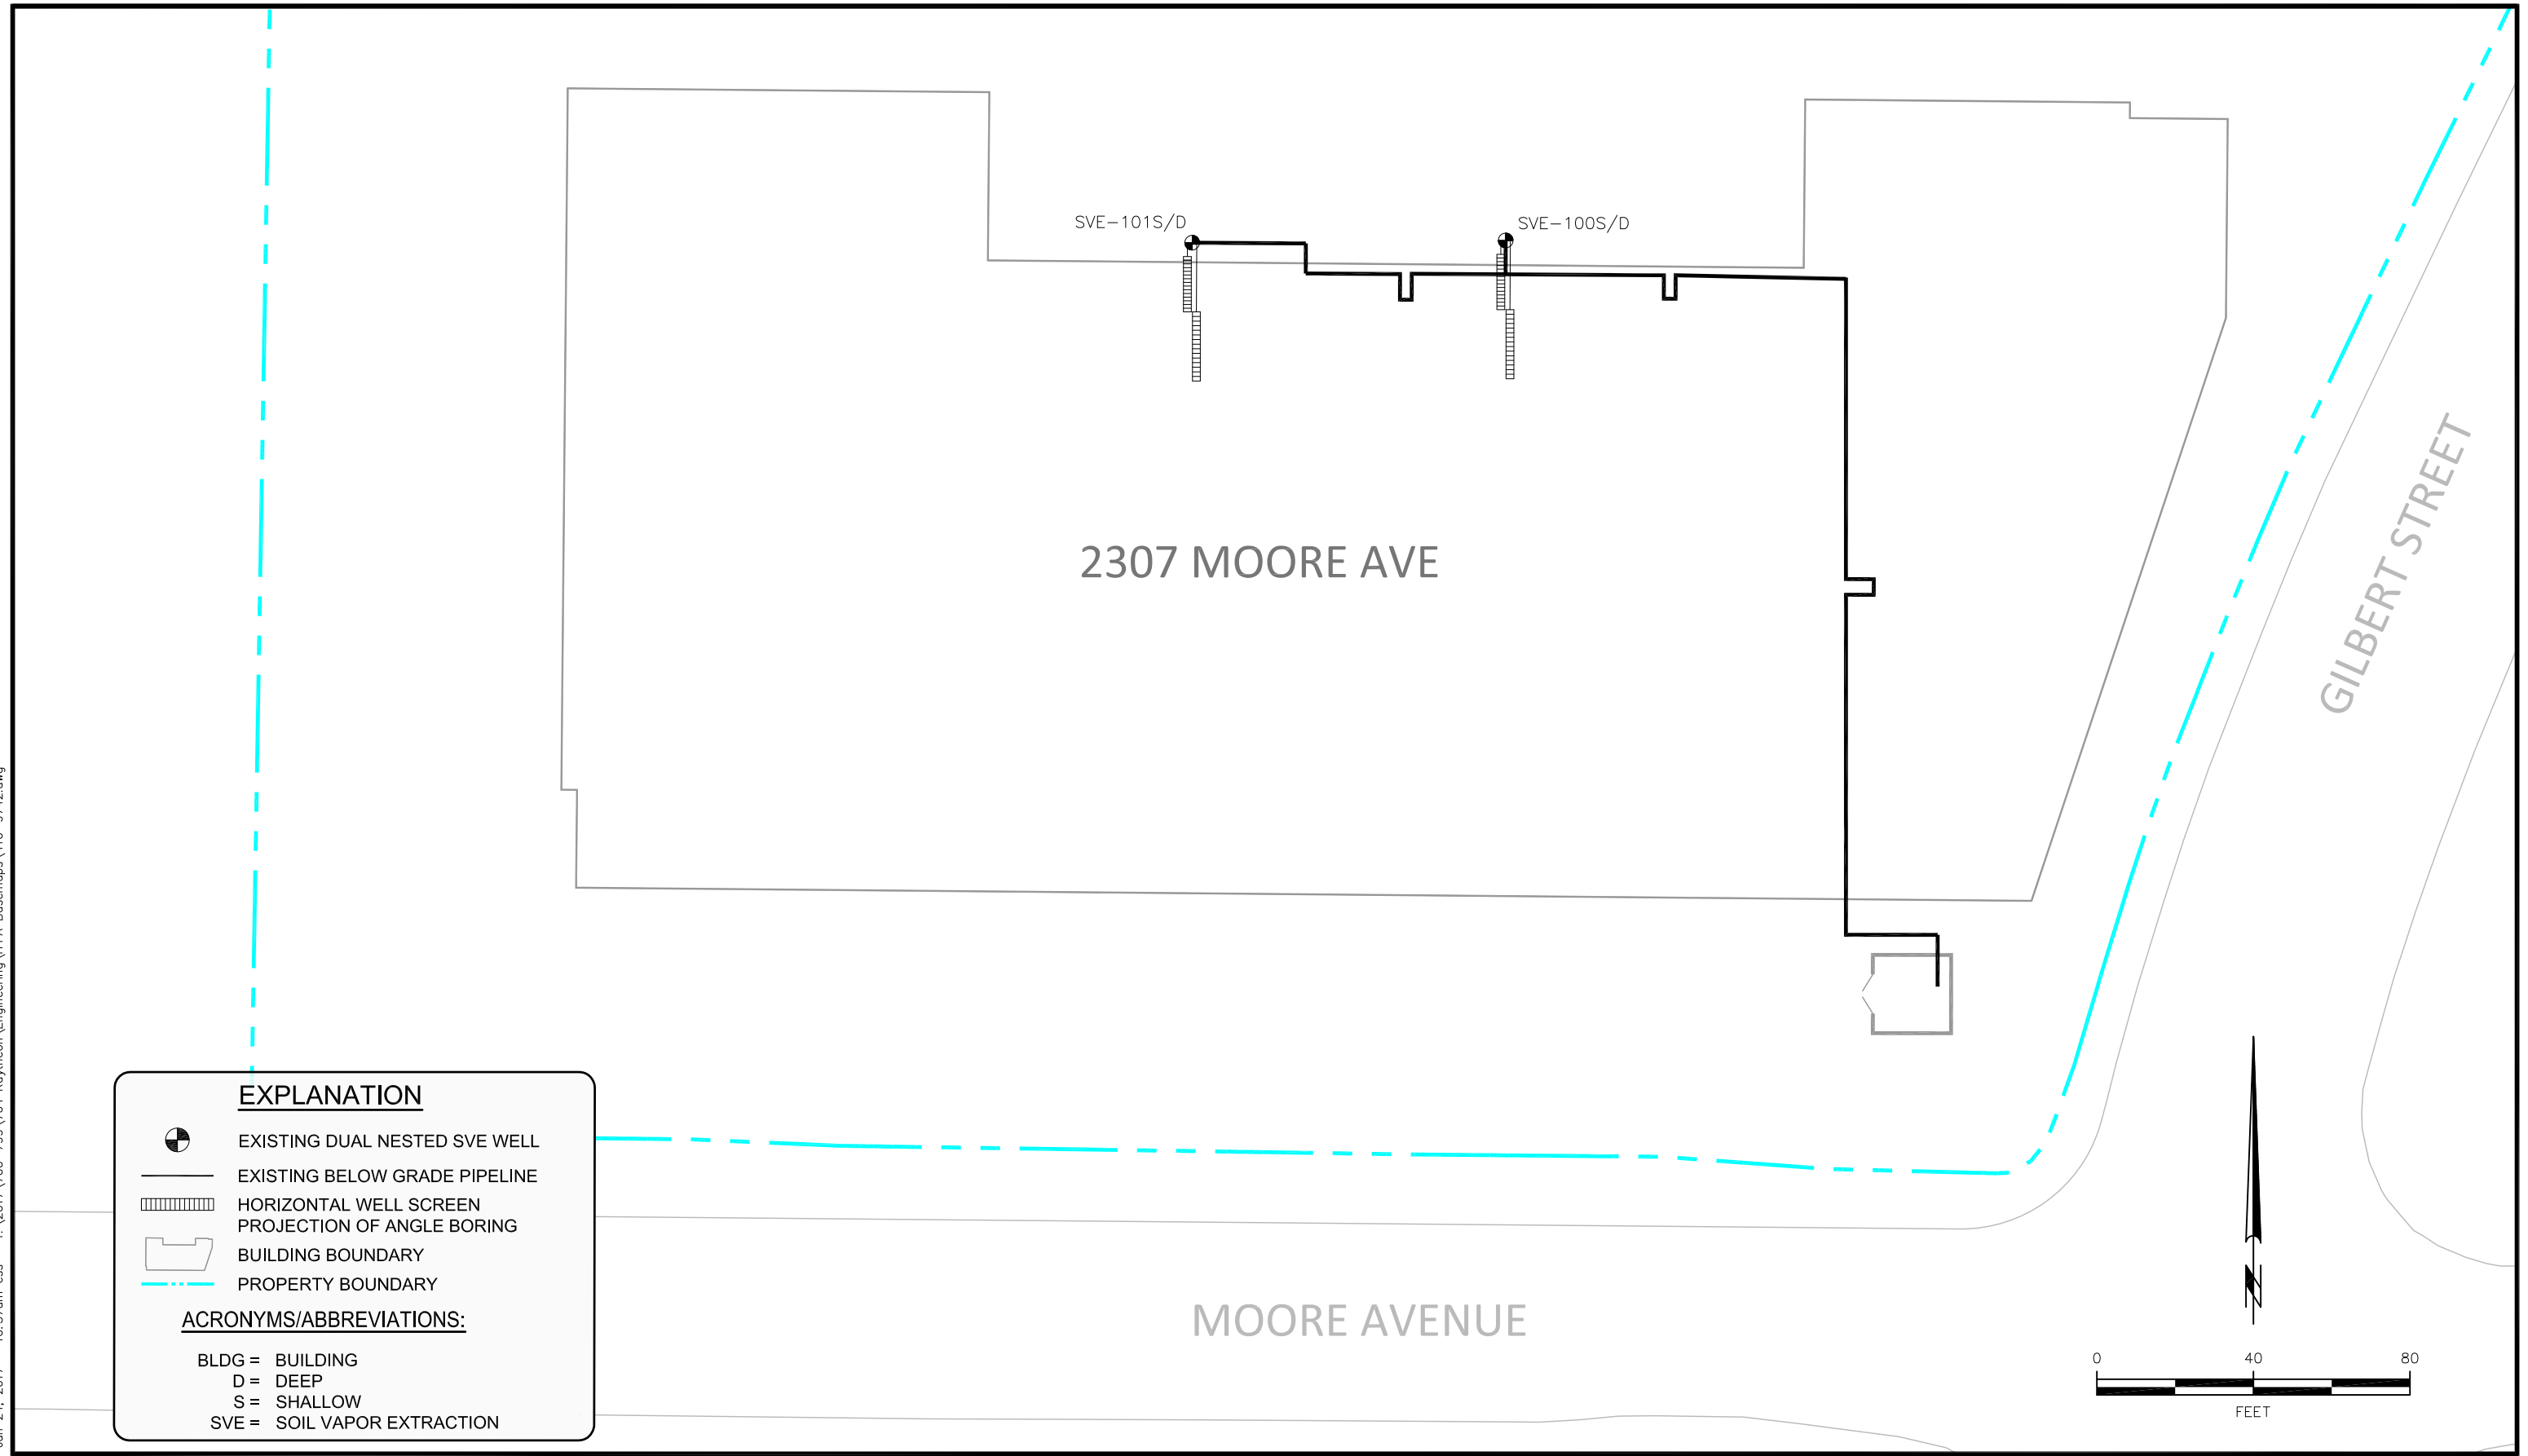 SVE-101S/D
SVE-100S/D
2307 MOORE AVE
GILBERT STREET
EXPLANATION
EXISTING DUAL NESTED SVE WELL
EXISTING BELOW GRADE PIPELINE
HORIZONTAL WELL SCREEN
PROJECTION OF ANGLE BORING
BUILDING BOUNDARY
PROPERTY BOUNDARY
ACRONYMS/ABBREVIATIONS:
BLDG = BUILDING
D = DEEP
S = SHALLOW
SVE = SOIL VAPOR EXTRACTION
MOORE AVENUE
N
0 40 80
FEET